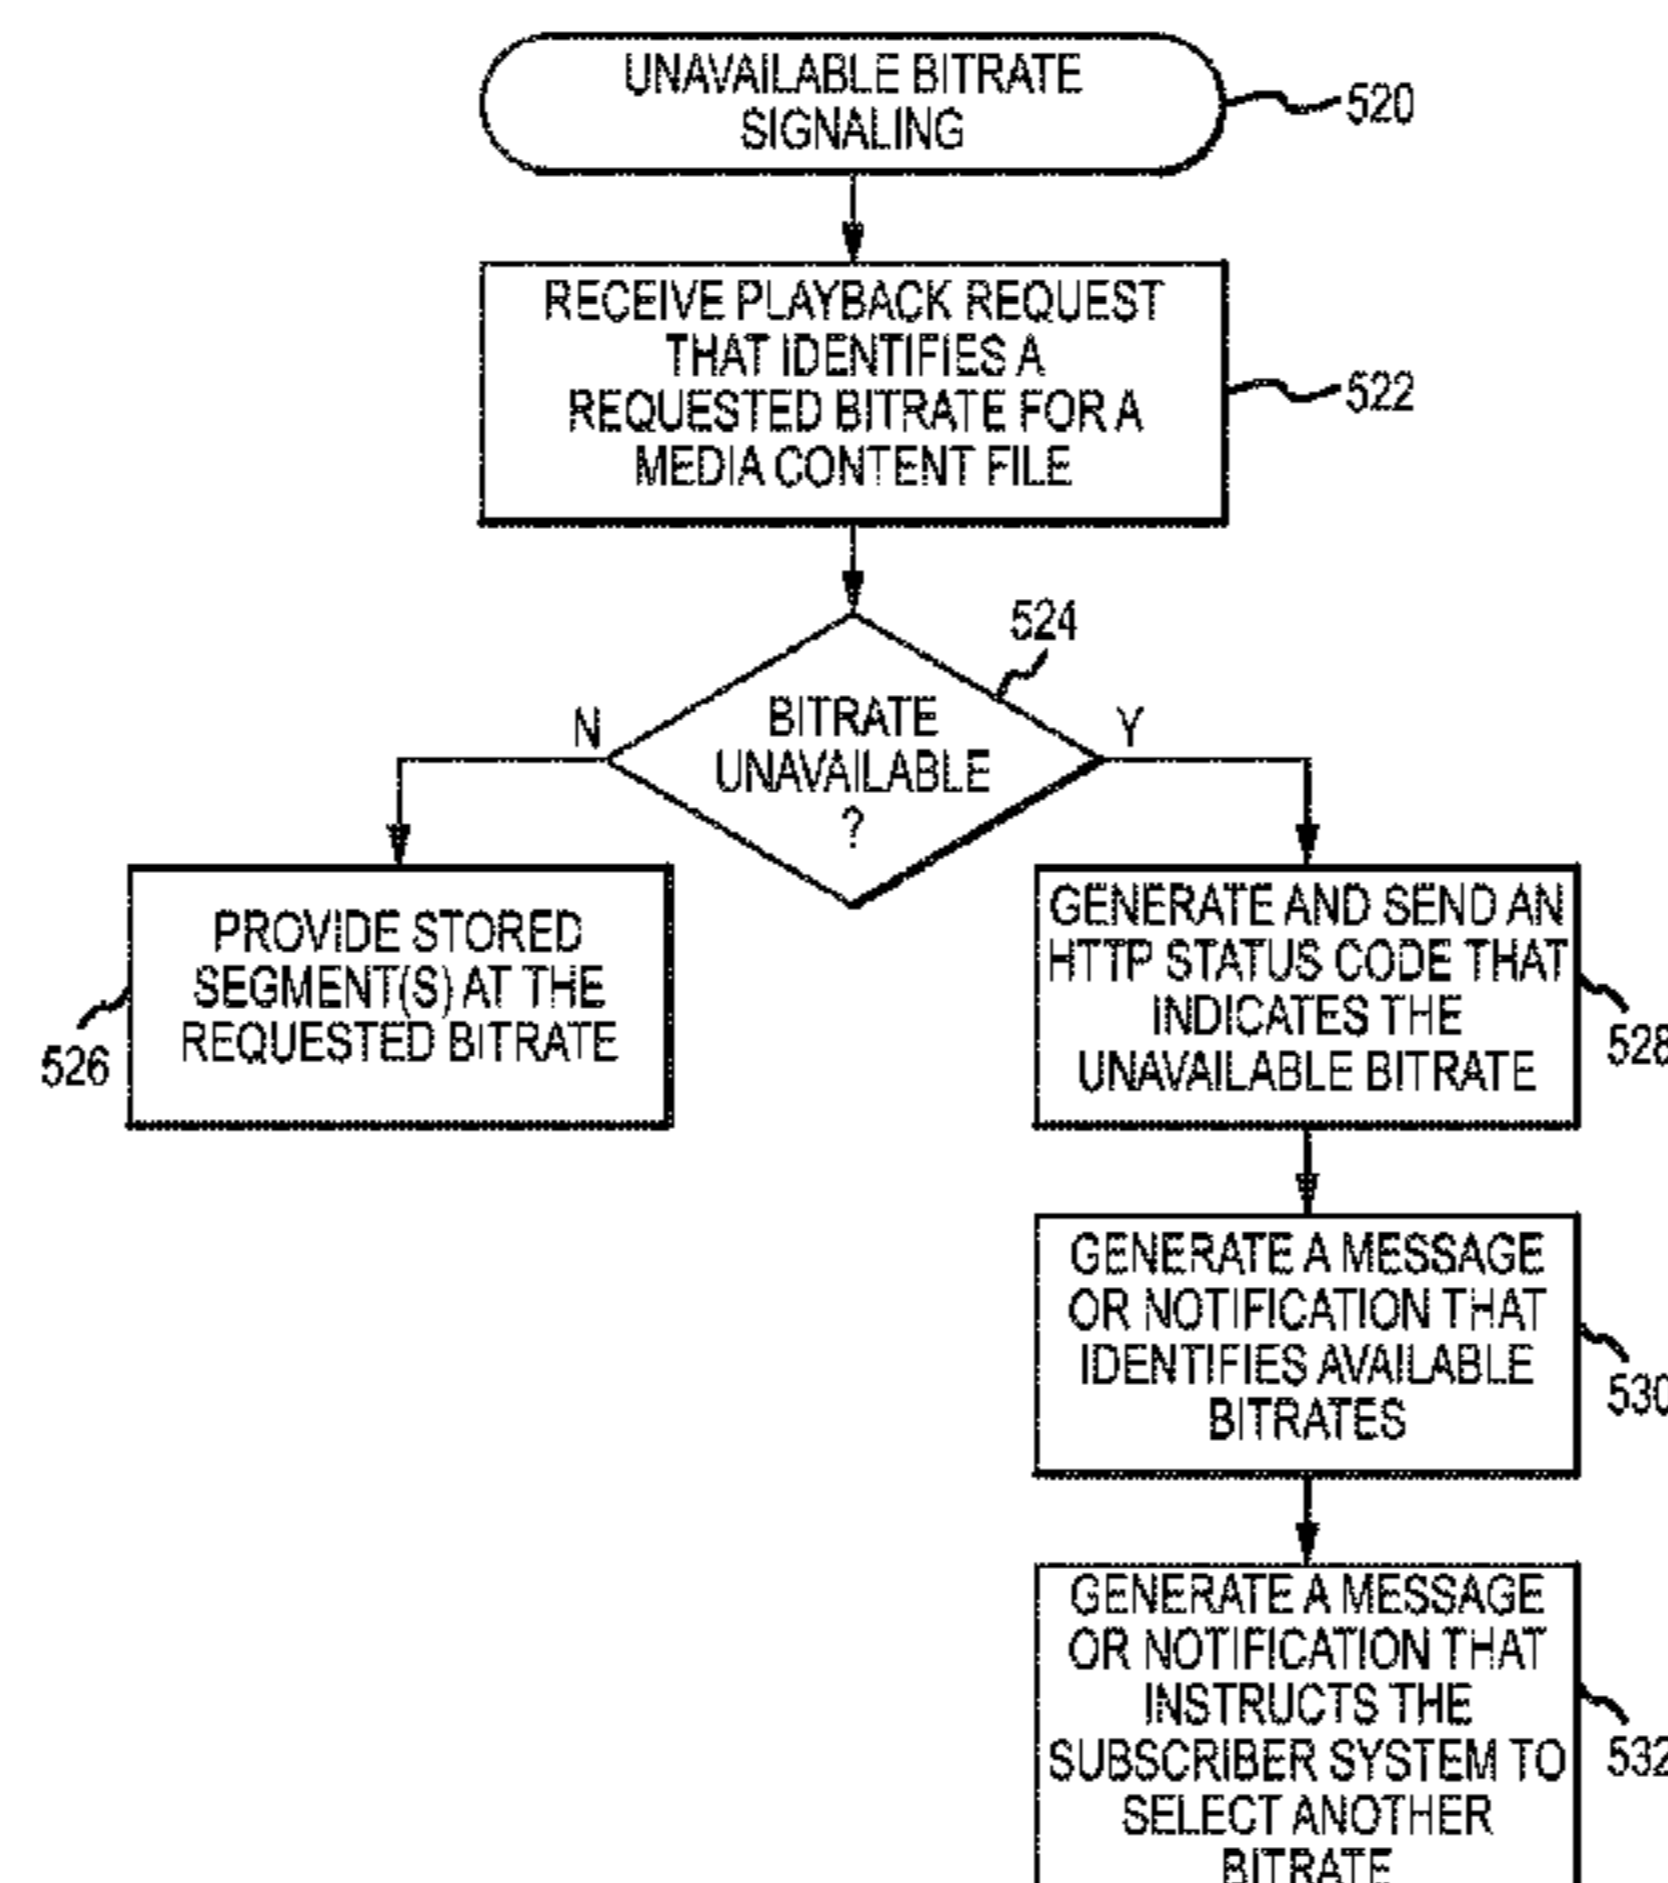 UNAVAILABLE BITRATE
SIGNALING
520
RECEIVE PLAYBACK REQUEST
THAT IDENTIFIES A
REQUESTED BITRATE FOR A
MEDIA CONTENT FILE
522
524
N
BITRATE
UNAVAILABLE
?
Y
PROVIDE STORED
SEGMENT(S) AT THE
REQUESTED BITRATE
526
GENERATE AND SEND AN
HTTP STATUS CODE THAT
INDICATES THE
UNAVAILABLE BITRATE
528
GENERATE A MESSAGE
OR NOTIFICATION THAT
IDENTIFIES AVAILABLE
BITRATES
530
GENERATE A MESSAGE
OR NOTIFICATION THAT
INSTRUCTS THE
SUBSCRIBER SYSTEM TO
SELECT ANOTHER
BITRATE
532